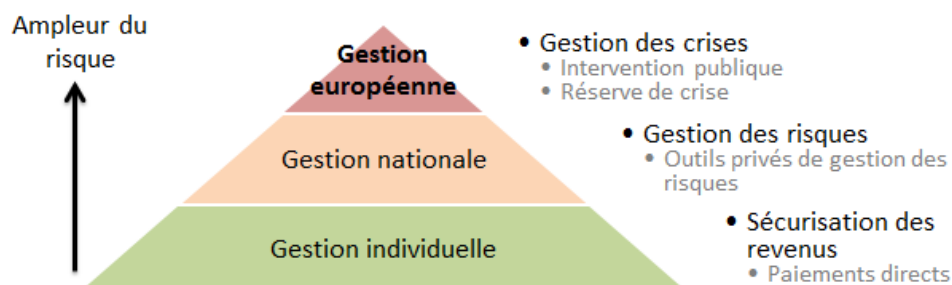 Ampleur du
risque
Gestion
européenne
• Gestion des crises
• Intervention publique
• Réserve de crise
Gestion nationale
• Gestion des risques
• Outils privés de gestion des
risques
Gestion individuelle
• Sécurisation des
revenus
• Paiements directs